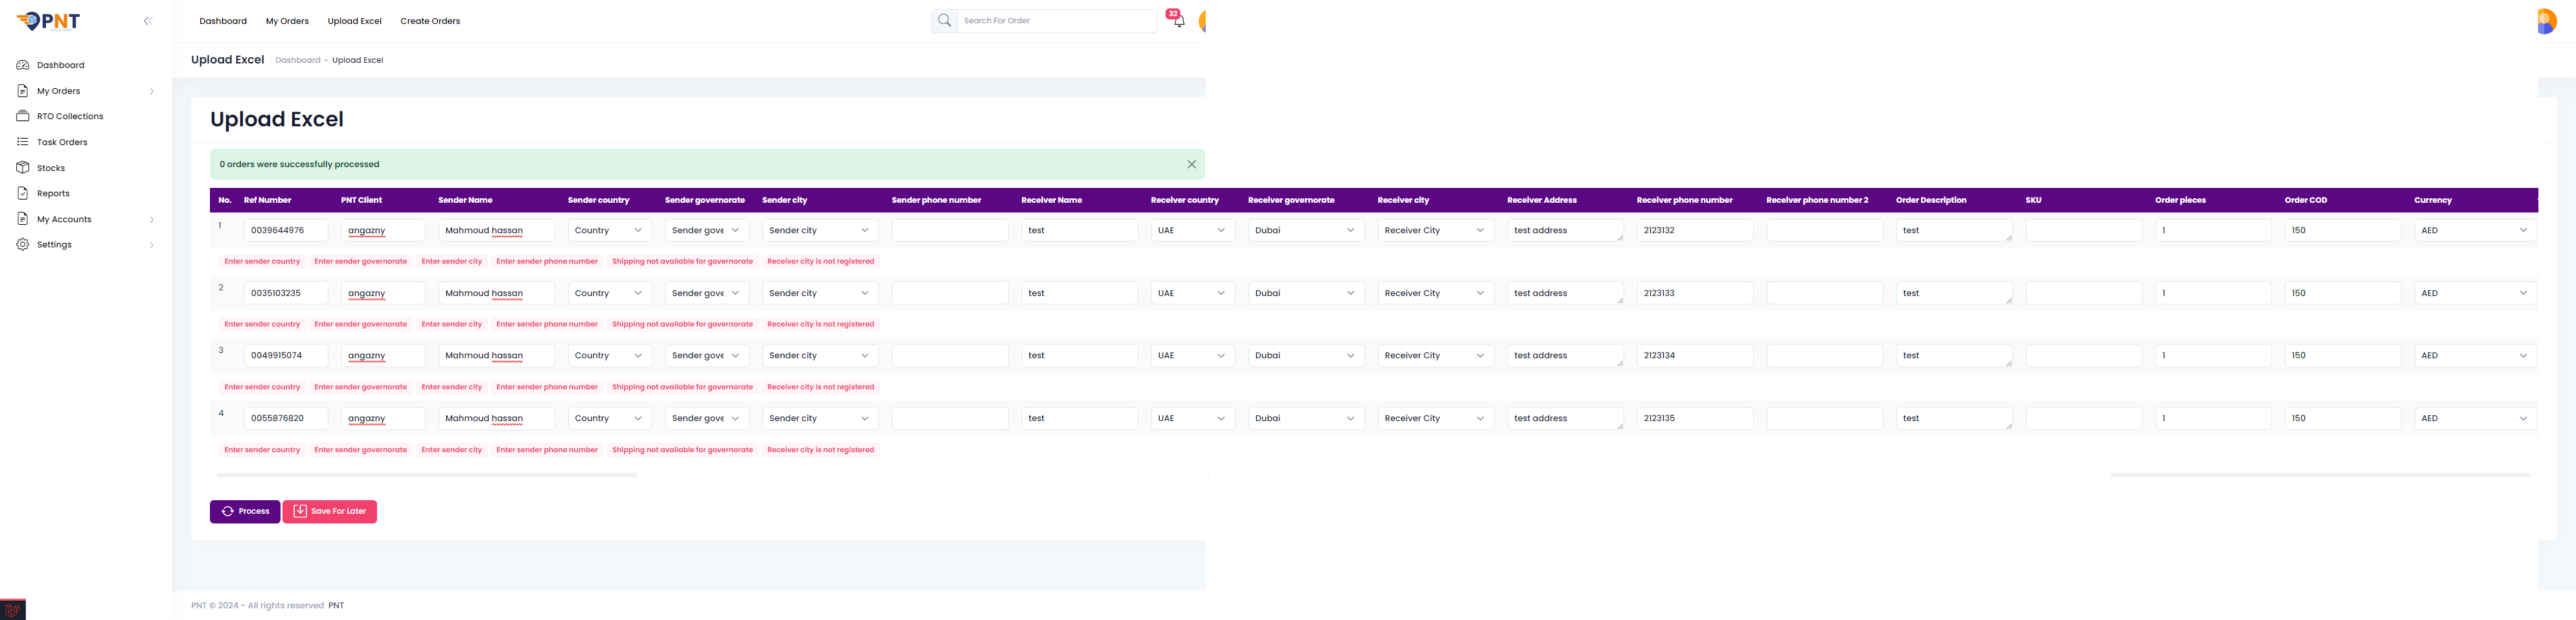 PNT
Dashboard My Orders Upload Excel Create Orders Search For Order 32
Upload Excel Dashboard - Upload Excel
Dashboard
My Orders
RTO Collections
Task Orders
Stocks
Reports
My Accounts
Settings
Upload Excel
0 orders were successfully processed
No. Ref Number PNT Client Sender Name Sender country Sender governorate Sender city Sender phone number Receiver Name Receiver country Receiver governorate Receiver city Receiver Address Receiver phone number Receiver phone number 2 Order Description SKU Order pieces Order COD Currency
1 0039644976 angazny Mahmoud hassan Country Sender gove Sender city test UAE Dubai Receiver City test address 2123132 test 1 150 AED
Enter sender country Enter sender governorate Enter sender city Enter sender phone number Shipping not available for governorate Receiver city is not registered
2 0035103235 angazny Mahmoud hassan Country Sender gove Sender city test UAE Dubai Receiver City test address 2123133 test 1 150 AED
Enter sender country Enter sender governorate Enter sender city Enter sender phone number Shipping not available for governorate Receiver city is not registered
3 0049915074 angazny Mahmoud hassan Country Sender gove Sender city test UAE Dubai Receiver City test address 2123134 test 1 150 AED
Enter sender country Enter sender governorate Enter sender city Enter sender phone number Shipping not available for governorate Receiver city is not registered
4 0055876820 angazny Mahmoud hassan Country Sender gove Sender city test UAE Dubai Receiver City test address 2123135 test 1 150 AED
Enter sender country Enter sender governorate Enter sender city Enter sender phone number Shipping not available for governorate Receiver city is not registered
Process Save For Later
PNT © 2024 - All rights reserved PNT